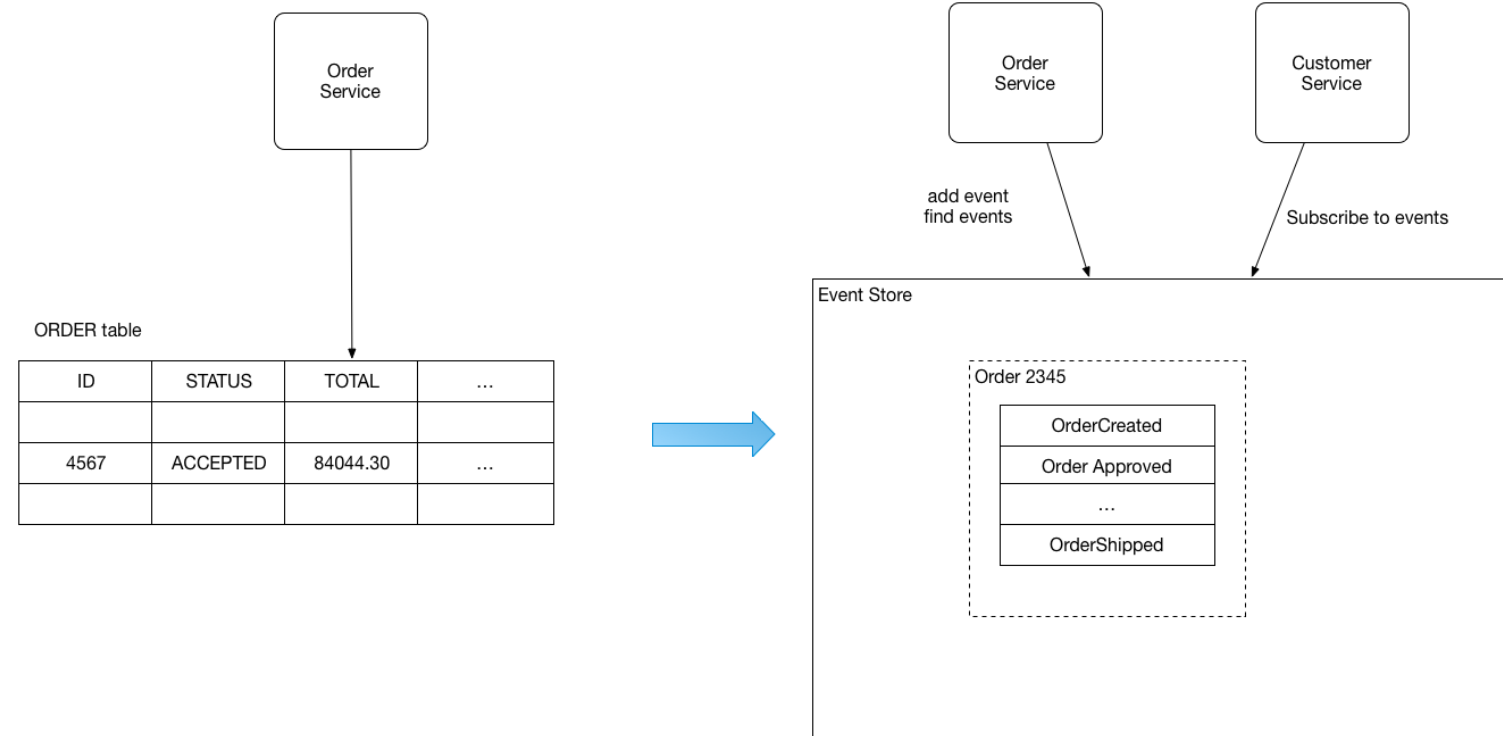 Order
Service
ORDER table
ID STATUS TOTAL ...
4567 ACCEPTED 84044.30 ...
Order
Service
Customer
Service
add event
find events
Subscribe to events
Event Store
Order 2345
OrderCreated
Order Approved
...
OrderShipped